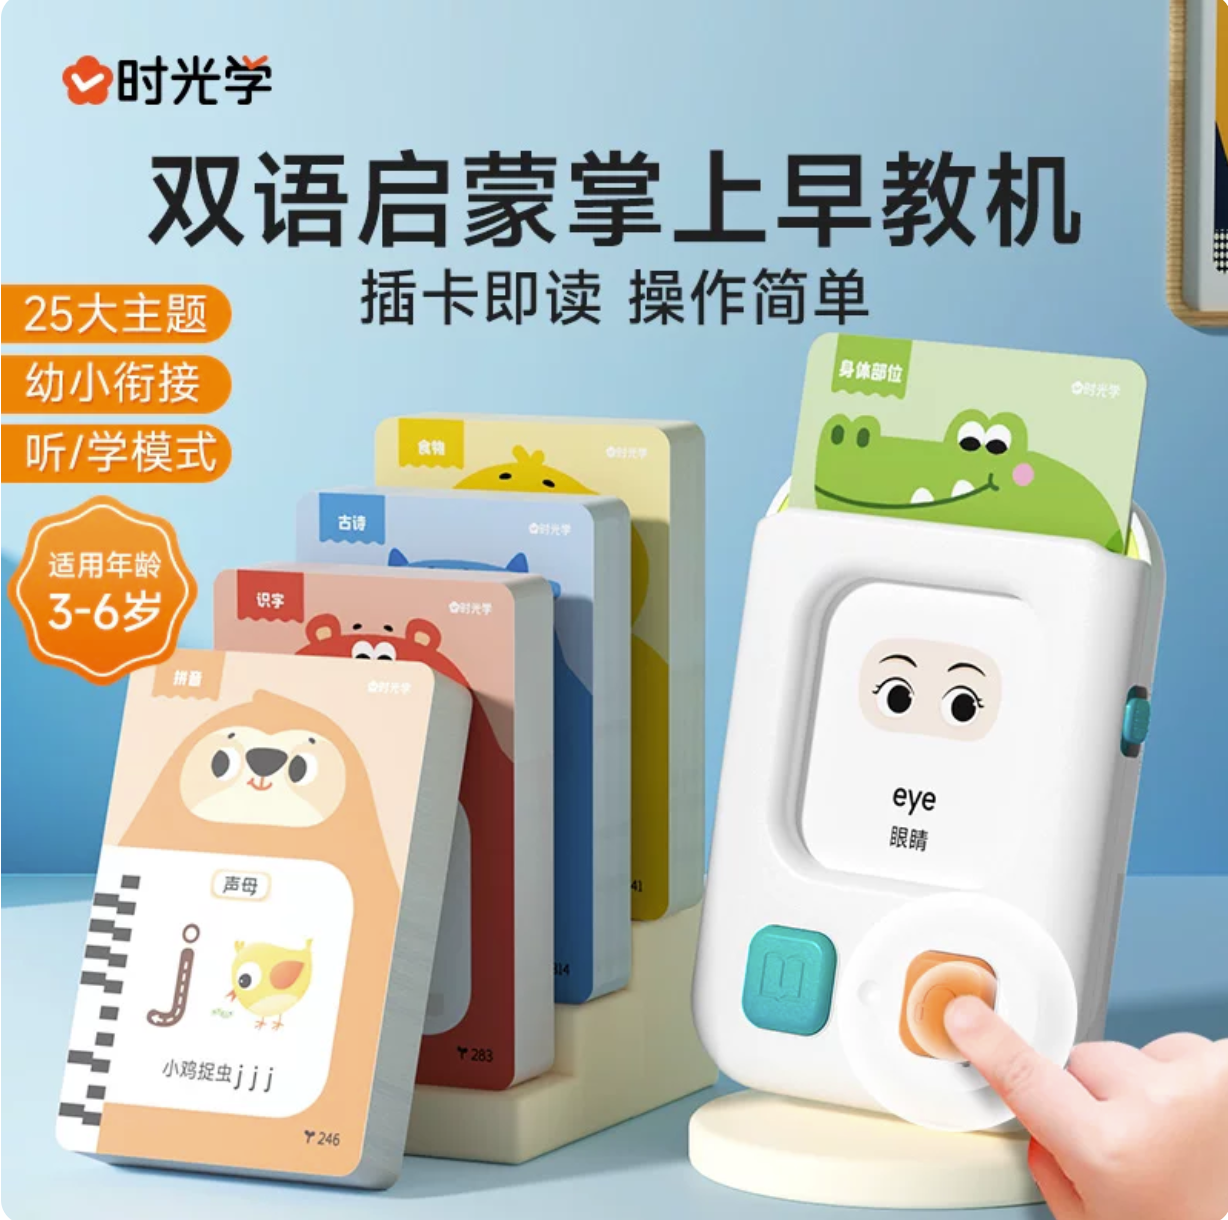 时光学
双语启蒙掌上早教机
插卡即读 操作简单
25大主题
幼小衔接
听/学模式
适用年龄
3-6岁
身体部位
时光学
食物
时光学
古诗
时光学
识字
时光学
拼音
时光学
eye
眼睛
声母
j
小鸡捉虫jjj
246
283
314
41